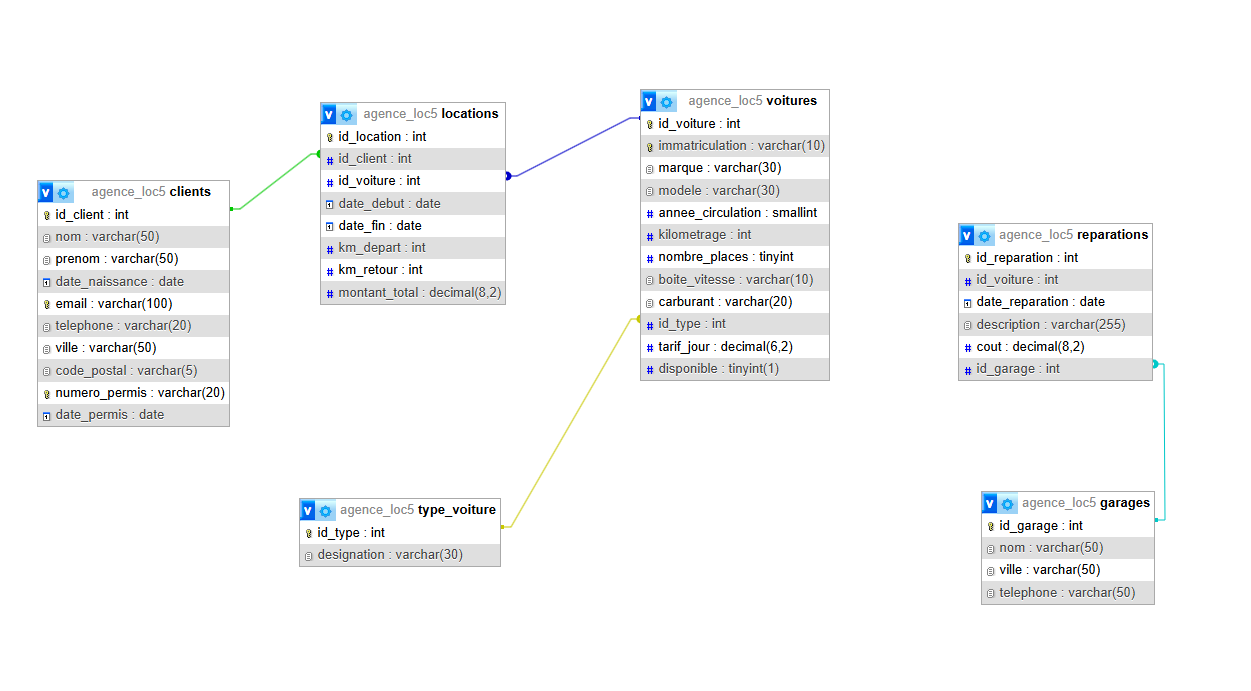 agence_loc5 clients
id_client : int
nom : varchar(50)
prenom : varchar(50)
date_naissance : date
email : varchar(100)
telephone : varchar(20)
ville : varchar(50)
code_postal : varchar(5)
numero_permis : varchar(20)
date_permis : date
agence_loc5 locations
id_location : int
id_client : int
id_voiture : int
date_debut : date
date_fin : date
km_depart : int
km_retour : int
montant_total : decimal(8,2)
agence_loc5 type_voiture
id_type : int
designation : varchar(30)
agence_loc5 voitures
id_voiture : int
immatriculation : varchar(10)
marque : varchar(30)
modele : varchar(30)
annee_circulation : smallint
kilometrage : int
nombre_places : tinyint
boite_vitesse : varchar(10)
carburant : varchar(20)
id_type : int
tarif_jour : decimal(6,2)
disponible : tinyint(1)
agence_loc5 reparations
id_reparation : int
id_voiture : int
date_reparation : date
description : varchar(255)
cout : decimal(8,2)
id_garage : int
agence_loc5 garages
id_garage : int
nom : varchar(50)
ville : varchar(50)
telephone : varchar(50)